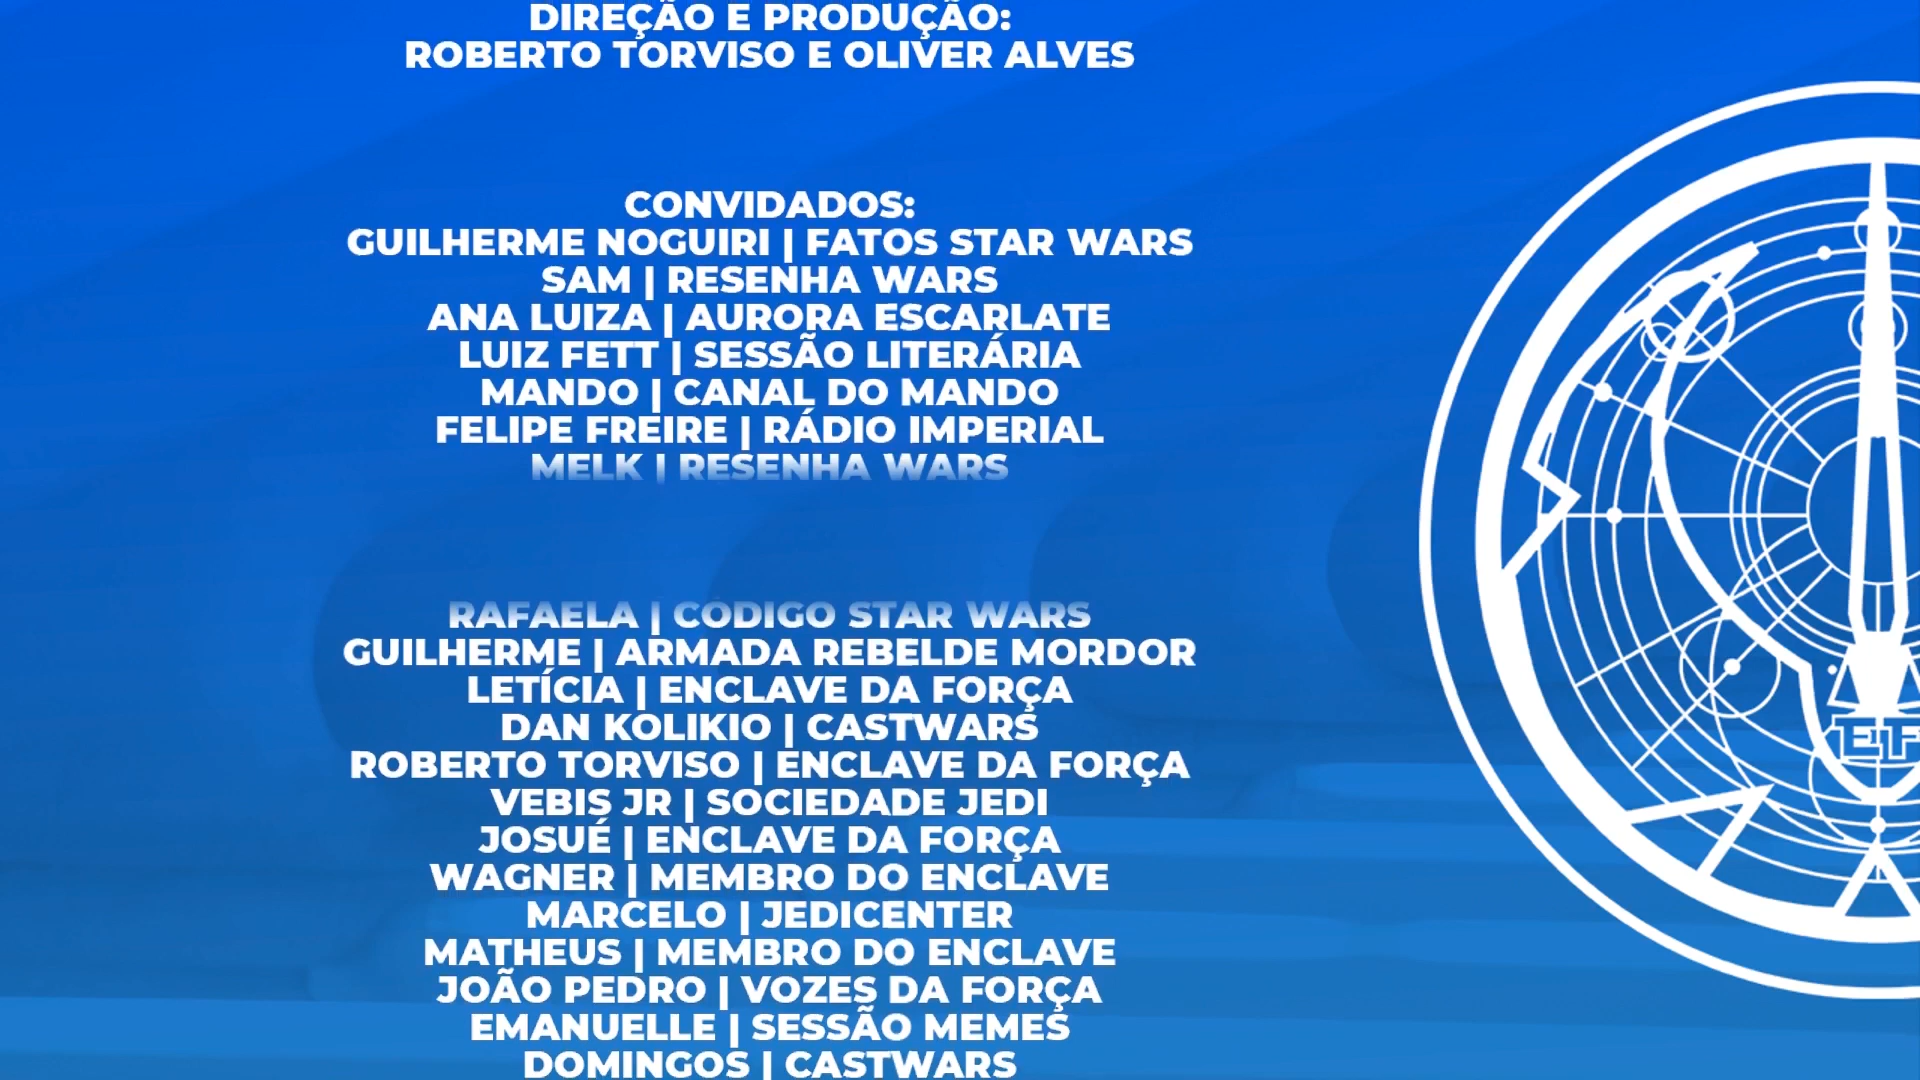 DIREÇÃO E PRODUÇÃO:
ROBERTO TORVISO E OLIVER ALVES
CONVIDADOS:
GUILHERME NOGUIRI | FATOS STAR WARS
SAM | RESENHA WARS
ANA LUIZA | AURORA ESCARLATE
LUIZ FETT | SESSÃO LITERÁRIA
MANDO | CANAL DO MANDO
FELIPE FREIRE | RÁDIO IMPERIAL
MELK | RESENHA WARS
RAFAELA | CÓDIGO STAR WARS
GUILHERME | ARMADA REBELDE MORDOR
LETÍCIA | ENCLAVE DA FORÇA
DAN KOLIKIO | CASTWARS
ROBERTO TORVISO | ENCLAVE DA FORÇA
VEBIS JR | SOCIEDADE JEDI
JOSUÉ | ENCLAVE DA FORÇA
WAGNER | MEMBRO DO ENCLAVE
MARCELO | JEDICENTER
MATHEUS | MEMBRO DO ENCLAVE
JOÃO PEDRO | VOZES DA FORÇA
EMANUELLE | SESSÃO MEMES
DOMINGOS | CASTWARS
EF